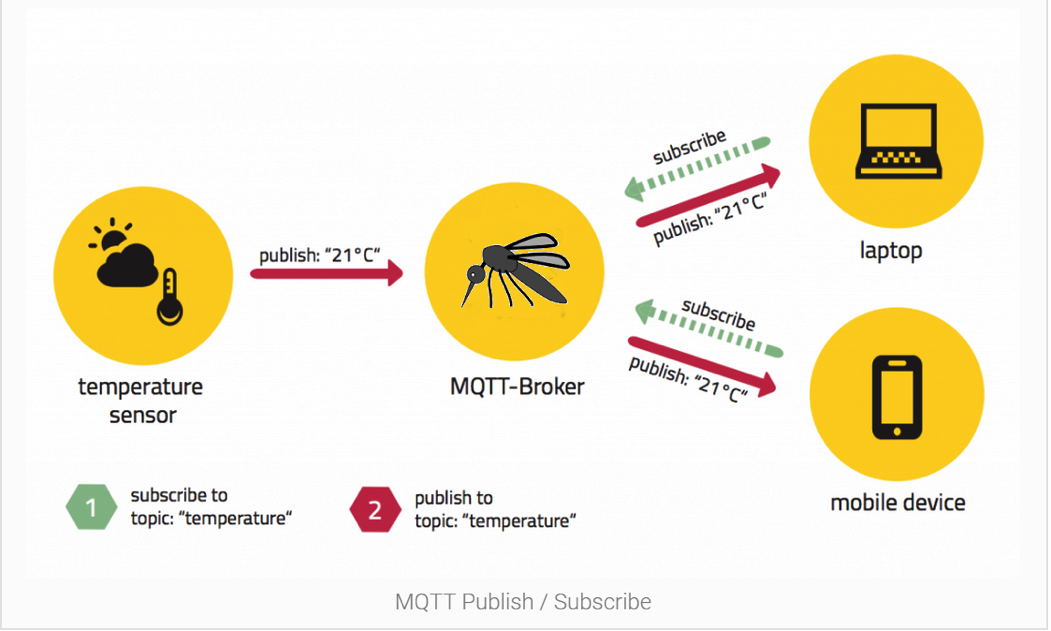 subscribe
publish: “21°C“
laptop
publish: “21°C“
temperature
sensor
MQTT-Broker
subscribe
publish: “21°C“
mobile device
1
subscribe to
topic: “temperature“
2
publish to
topic: “temperature“
MQTT Publish / Subscribe